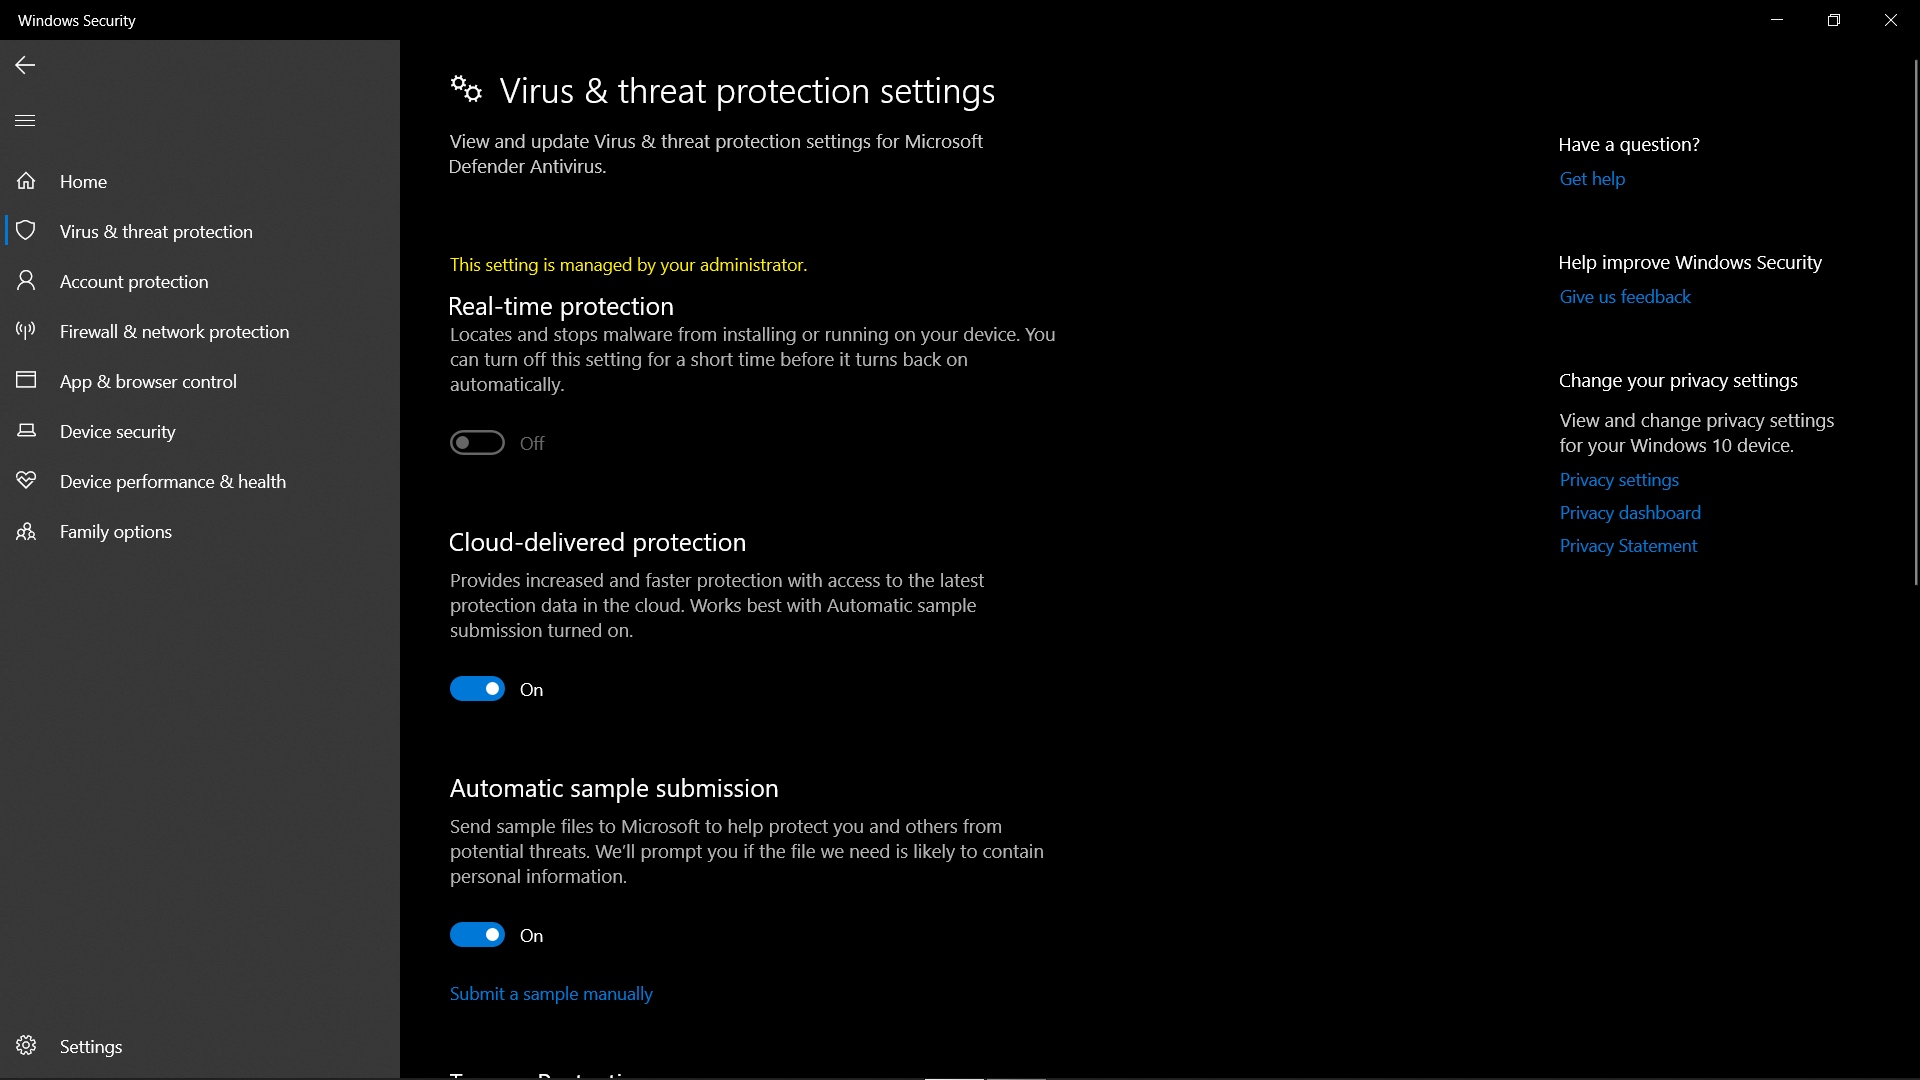 Windows Security
Home
Virus & threat protection
Account protection
Firewall & network protection
App & browser control
Device security
Device performance & health
Family options
Settings
Virus & threat protection settings
View and update Virus & threat protection settings for Microsoft
Defender Antivirus.
This setting is managed by your administrator.
Real-time protection
Locates and stops malware from installing or running on your device. You
can turn off this setting for a short time before it turns back on
automatically.
Off
Cloud-delivered protection
Provides increased and faster protection with access to the latest
protection data in the cloud. Works best with Automatic sample
submission turned on.
On
Automatic sample submission
Send sample files to Microsoft to help protect you and others from
potential threats. We’ll prompt you if the file we need is likely to contain
personal information.
On
Submit a sample manually
Have a question?
Get help
Help improve Windows Security
Give us feedback
Change your privacy settings
View and change privacy settings
for your Windows 10 device.
Privacy settings
Privacy dashboard
Privacy Statement